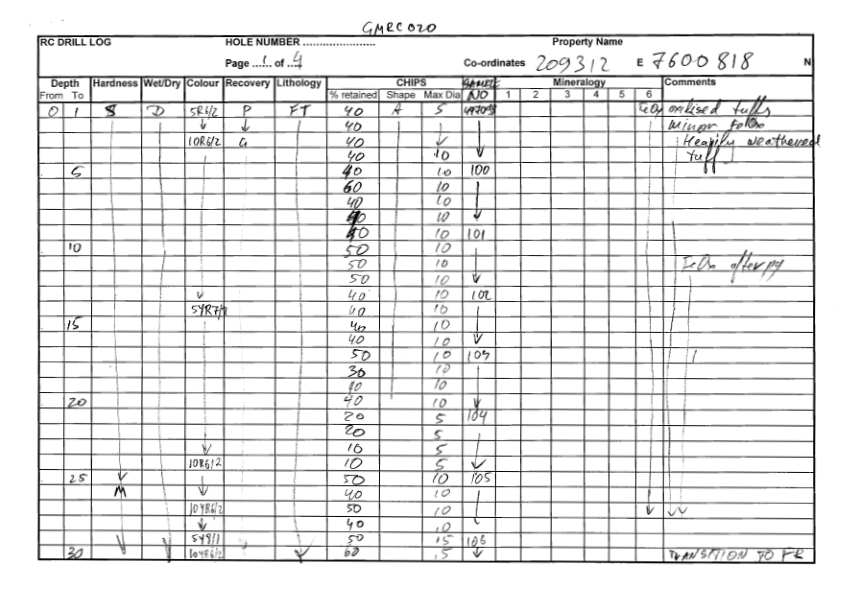 GMRC020
RC DRILL LOG HOLE NUMBER ........................ Property Name
Page ...1... of ..4 Co-ordinates 209312 E 7600818 N
Depth Hardness Wet/Dry Colour Recovery Lithology CHIPS SAMPLE Mineralogy Comments
From To % retained Shape Max Dia NO 1 2 3 4 5 6
0 1 S D 5R6/2 P FT 40 A 5 FeOx oxidised tuffs
40 minor FeOx
10R6/2 G 40 Heavily weathered
40 10 tuff
5 40 10 100
60 10
40 10
40 10
40 10 101
10 50 10
50 10 FeOx after py
50 10
40 10 102
5YR7/ 40 10
15 40 10
40 10
50 10 103
30 10
10 10
20 40 10
20 5 104
20 5
10 5
10R6/2 10 5
25 50 10 105
M 40 10
10YR6/2 50 10
40 10
5Y9/1 50 15 106
30 10YR6/2 60 15 TRANSITION TO FR